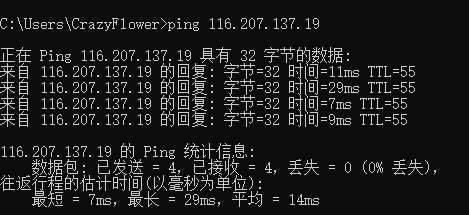 C:\Users\CrazyFlower>ping 116.207.137.19
正在 Ping 116.207.137.19 具有 32 字节的数据:
来自 116.207.137.19 的回复: 字节=32 时间=11ms TTL=55
来自 116.207.137.19 的回复: 字节=32 时间=29ms TTL=55
来自 116.207.137.19 的回复: 字节=32 时间=7ms TTL=55
来自 116.207.137.19 的回复: 字节=32 时间=9ms TTL=55
116.207.137.19 的 Ping 统计信息:
数据包: 已发送 = 4, 已接收 = 4, 丢失 = 0 (0% 丢失),
往返行程的估计时间(以毫秒为单位):
最短 = 7ms, 最长 = 29ms, 平均 = 14ms